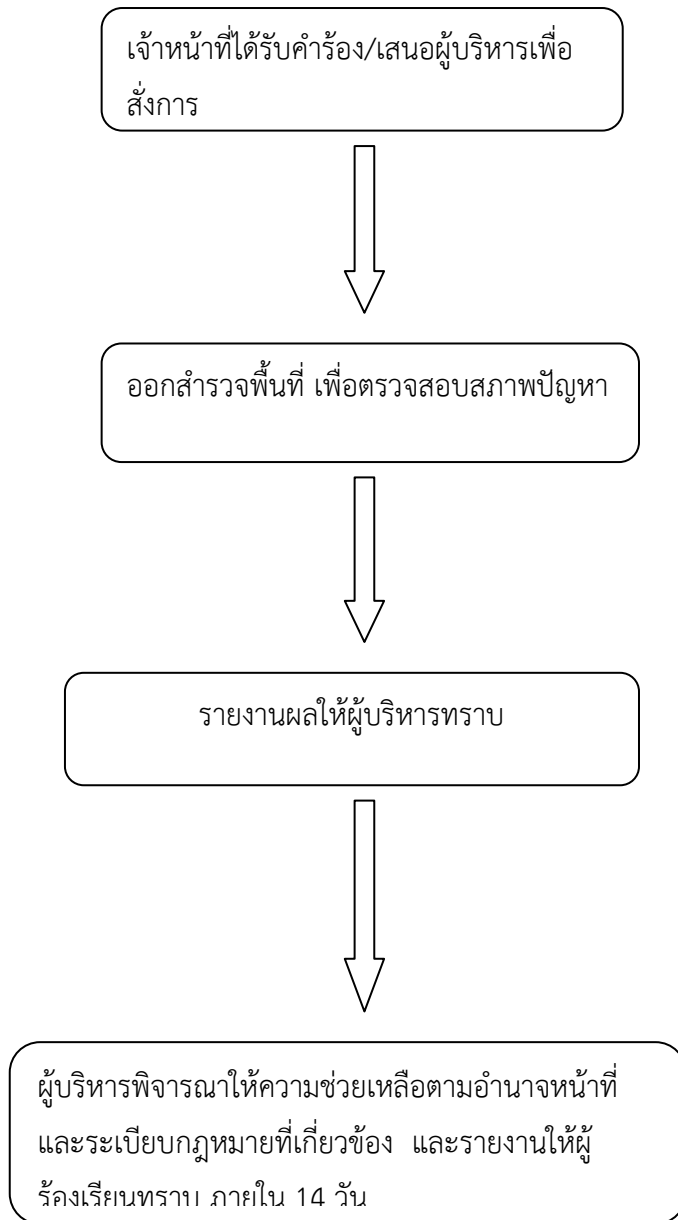 เจ้าหน้าที่ได้รับคำร้อง/เสนอผู้บริหารเพื่อ
สั่งการ
ออกสำรวจพื้นที่ เพื่อตรวจสอบสภาพปัญหา
รายงานผลให้ผู้บริหารทราบ
ผู้บริหารพิจารณาให้ความช่วยเหลือตามอำนาจหน้าที่
และระเบียบกฎหมายที่เกี่ยวข้อง และรายงานให้ผู้
ร้องเรียนทราบ ภายใน 14 วัน